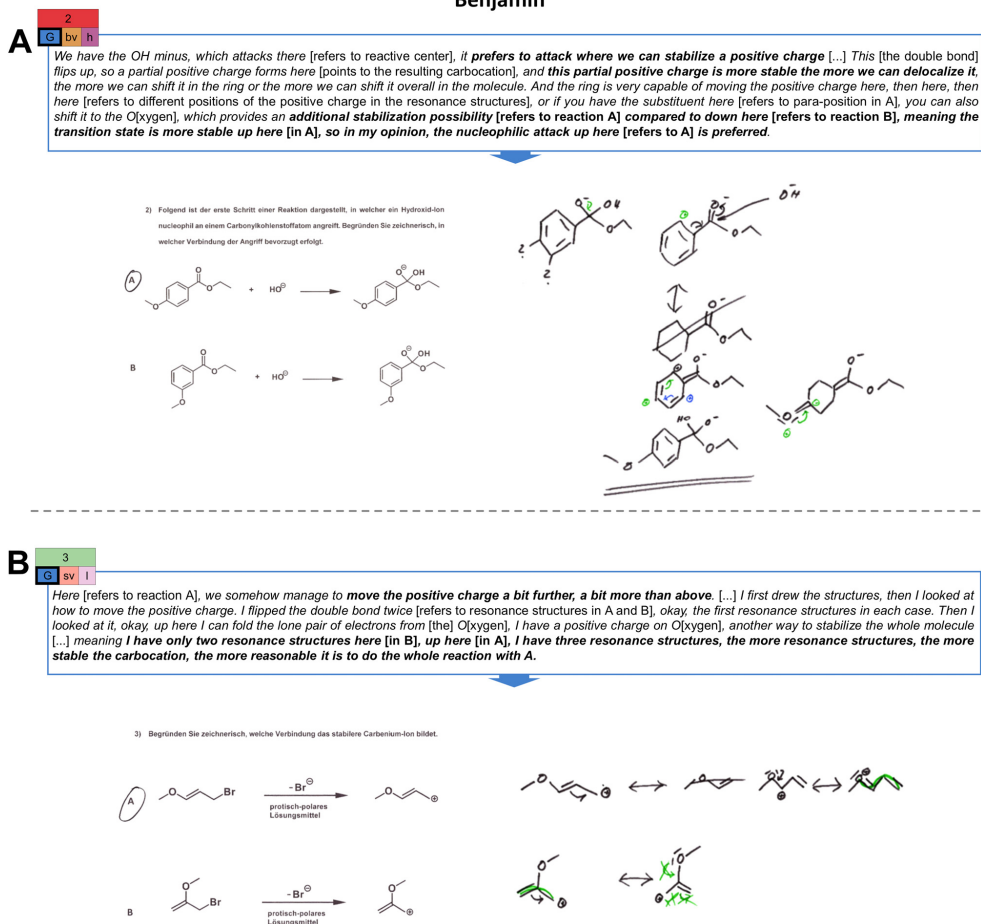 Benjamin
A
2
G bv h
We have the OH minus, which attacks there [refers to reactive center], it prefers to attack where we can stabilize a positive charge [...] This [the double bond]
flips up, so a partial positive charge forms here [points to the resulting carbocation], and this partial positive charge is more stable the more we can delocalize it,
the more we can shift it in the ring or the more we can shift it overall in the molecule. And the ring is very capable of moving the positive charge here, then here, then
here [refers to different positions of the positive charge in the resonance structures], or if you have the substituent here [refers to para-position in A], you can also
shift it to the O[xygen], which provides an additional stabilization possibility [refers to reaction A] compared to down here [refers to reaction B], meaning the
transition state is more stable up here [in A], so in my opinion, the nucleophilic attack up here [refers to A] is preferred.
2) Folgend ist der erste Schritt einer Reaktion dargestellt, in welcher ein Hydroxid-Ion
nucleophil an einem Carbonylkohlenstoffatom angreift. Begründen Sie zeichnerisch, in
welcher Verbindung der Angriff bevorzugt erfolgt.
A
O
O
O
+ HO⊖
O⊖ OH
O
O
B
O
O
O
+ HO⊖
O⊖ OH
O
O
O⁻ OH
O
?
?
O
O
OH⁻
O⁻
O
O⁻
O
HO O⁻
O
O
O⁻
O
O
B
3
G sv l
Here [refers to reaction A], we somehow manage to move the positive charge a bit further, a bit more than above. [...] I first drew the structures, then I looked at
how to move the positive charge. I flipped the double bond twice [refers to resonance structures in A and B], okay, the first resonance structures in each case. Then I
looked at it, okay, up here I can fold the lone pair of electrons from [the] O[xygen], I have a positive charge on O[xygen], another way to stabilize the whole molecule
[...] meaning I have only two resonance structures here [in B], up here [in A], I have three resonance structures, the more resonance structures, the more
stable the carbocation, the more reasonable it is to do the whole reaction with A.
3) Begründen Sie zeichnerisch, welche Verbindung das stabilere Carbenium-Ion bildet.
A
O
Br
- Br⊖
protisch-polares
Lösungsmittel
O
⊕
O
⊕
O
O
⊕
O
⊕
B
O
Br
- Br⊖
protisch-polares
Lösungsmittel
O
⊕
O
⊕
O
⊕